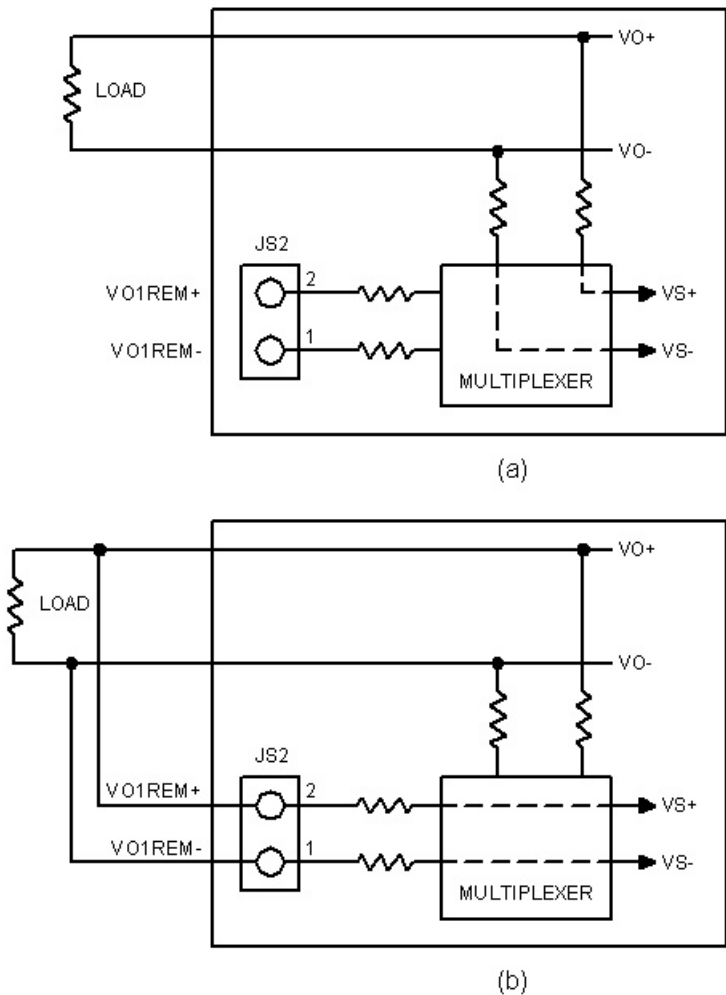 VO+
LOAD
VO-
JS2
VO1REM+ 2 VS+
VO1REM- 1 VS-
MULTIPLEXER
(a)
VO+
LOAD
VO-
JS2
VO1REM+ 2 VS+
VO1REM- 1 VS-
MULTIPLEXER
(b)